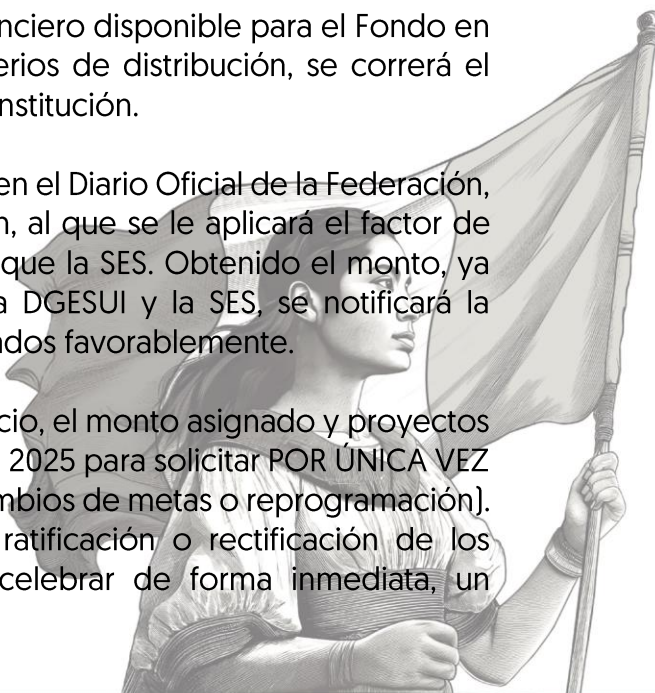 nciero disponible para el Fondo en
erios de distribución, se correrá el
nstitución.
en el Diario Oficial de la Federación,
n, al que se le aplicará el factor de
que la SES. Obtenido el monto, ya
a DGESUI y la SES, se notificará la
ados favorablemente.
cio, el monto asignado y proyectos
2025 para solicitar POR ÚNICA VEZ
mbios de metas o reprogramación).
ratificación o rectificación de los
celebrar de forma inmediata, un